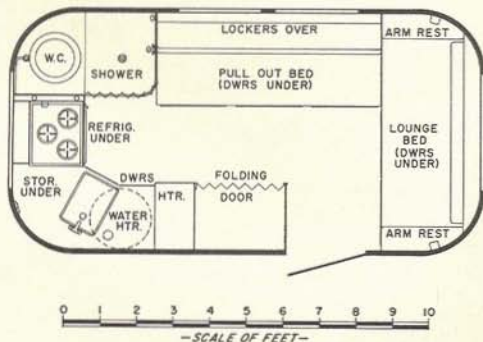 LOCKERS OVER
ARM REST
W.C.
SHOWER
PULL OUT BED
(DWRS UNDER)
REFRIG.
UNDER
LOUNGE
BED
(DWRS
UNDER)
STOR.
UNDER
DWRS
FOLDING
DOOR
HTR.
WATER
HTR.
ARM REST
0 1 2 3 4 5 6 7 8 9 10
—SCALE OF FEET—